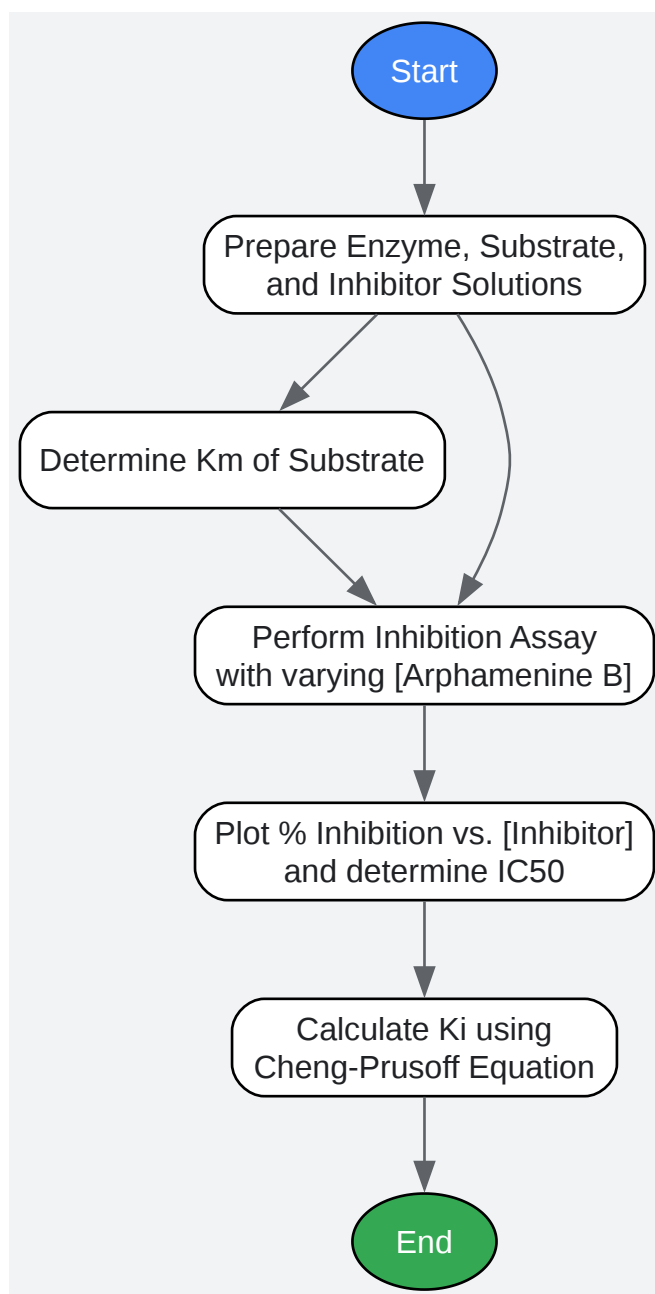 Start
Prepare Enzyme, Substrate,
and Inhibitor Solutions
Determine Km of Substrate
Perform Inhibition Assay
with varying [Arphamenine B]
Plot % Inhibition vs. [Inhibitor]
and determine IC50
Calculate Ki using
Cheng-Prusoff Equation
End